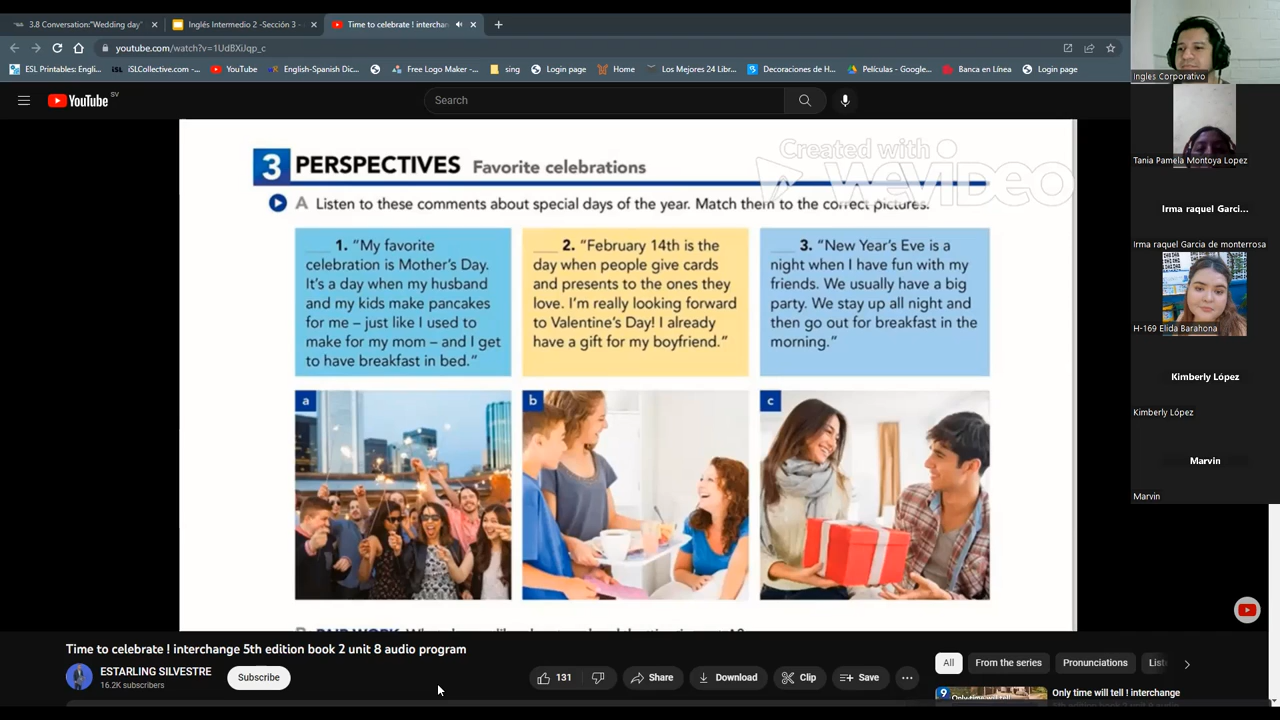 3.8 Conversation:"Wedding day"
Inglés Intermedio 2 -Sección 3 -
Time to celebrate ! interchan
youtube.com/watch?v=1UdBXiJqp_c
ESL Printables: Engli...
iSLCollective.com -...
YouTube
English-Spanish Dic...
Free Logo Maker -...
sing
Login page
Home
Los Mejores 24 Libr...
Decoraciones de H...
Películas - Google...
Banca en Línea
Login page
YouTube SV
Search
Created with
WeVideo
3 PERSPECTIVES Favorite celebrations
A Listen to these comments about special days of the year. Match them to the correct pictures.
___ 1. “My favorite
celebration is Mother’s Day.
It’s a day when my husband
and my kids make pancakes
for me – just like I used to
make for my mom – and I get
to have breakfast in bed.”
___ 2. “February 14th is the
day when people give cards
and presents to the ones they
love. I’m really looking forward
to Valentine’s Day! I already
have a gift for my boyfriend.”
___ 3. “New Year’s Eve is a
night when I have fun with my
friends. We usually have a big
party. We stay up all night and
then go out for breakfast in the
morning.”
a
b
c
Time to celebrate ! interchange 5th edition book 2 unit 8 audio program
ESTARLING SILVESTRE
16.2K subscribers
Subscribe
131
Share
Download
Clip
Save
All
From the series
Pronunciations
9
Only time will tell ! interchange
Ingles Corporativo
Tania Pamela Montoya Lopez
Irma raquel Garci...
Irma raquel Garcia de monterrosa
H-169 Elida Barahona
Kimberly López
Kimberly López
Marvin
Marvin